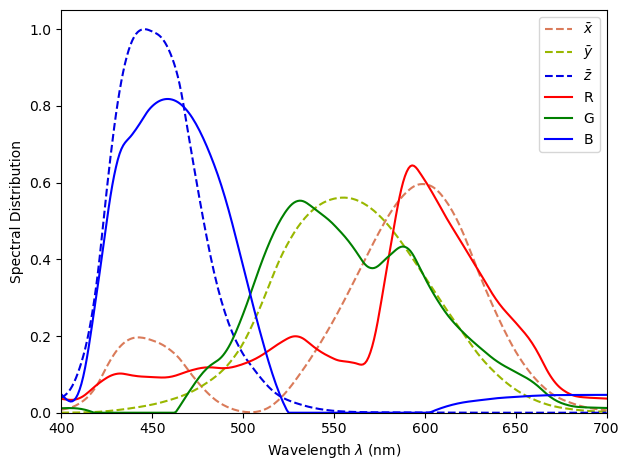 1.0
0.8
0.6
0.4
0.2
0.0
Spectral Distribution
400
450
500
550
600
650
700
Wavelength λ (nm)
x̄
ȳ
z̄
R
G
B